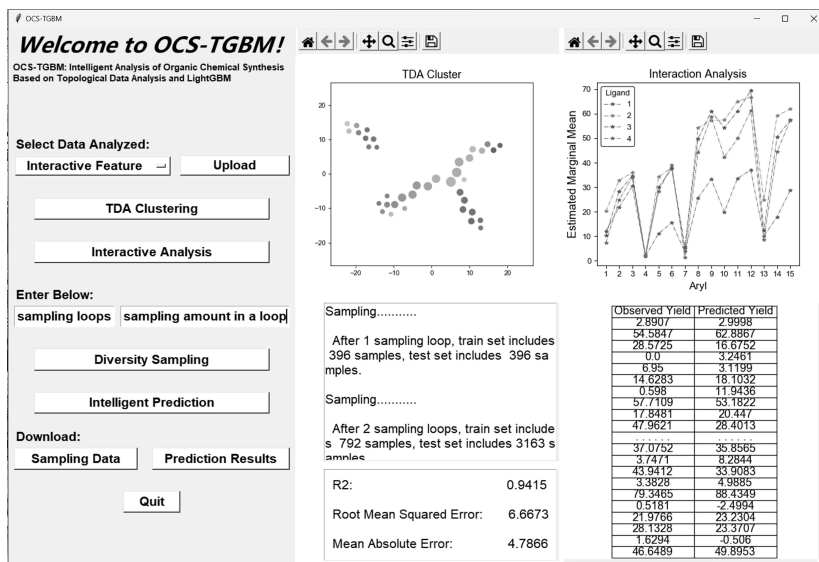 OCS-TGBM
Welcome to OCS-TGBM!
OCS-TGBM: Intelligent Analysis of Organic Chemical Synthesis
Based on Topological Data Analysis and LightGBM
Select Data Analyzed:
Interactive Feature
Upload
TDA Clustering
Interactive Analysis
Enter Below:
sampling loops
sampling amount in a loop
Diversity Sampling
Intelligent Prediction
Download:
Sampling Data
Prediction Results
Quit
TDA Cluster
20
10
0
−10
−20
−20 −10 0 10 20
Interaction Analysis
Estimated Marginal Mean
70
60
50
40
30
20
10
0
Ligand
1
2
3
4
1 2 3 4 5 6 7 8 9 10 11 12 13 14 15
Aryl
Sampling...........
After 1 sampling loop, train set includes
396 samples, test set includes 396 sa
mples.
Sampling...........
After 2 sampling loops, train set include
s 792 samples, test set includes 3163 s
amples
R2: 0.9415
Root Mean Squared Error: 6.6673
Mean Absolute Error: 4.7866
Observed Yield Predicted Yield
2.8907 2.9998
54.5847 62.8867
28.5725 16.6752
0.0 3.2461
6.95 3.1199
14.6283 18.1032
0.598 11.9436
57.7109 53.1822
17.8481 20.447
47.9621 28.4013
...... ......
37.0752 35.8565
3.7471 8.2844
43.9412 33.9083
3.3828 4.9885
79.3465 88.4349
0.5181 -2.4994
21.9766 23.2304
28.1328 23.3707
1.6294 -0.506
46.6489 49.8953